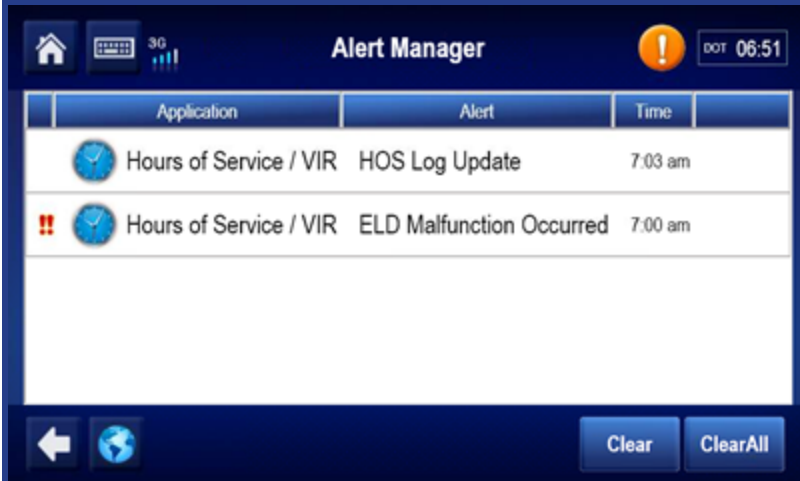 3G Alert Manager DOT 06:51
Application Alert Time
Hours of Service / VIR HOS Log Update 7:03 am
!! Hours of Service / VIR ELD Malfunction Occurred 7:00 am
Clear ClearAll